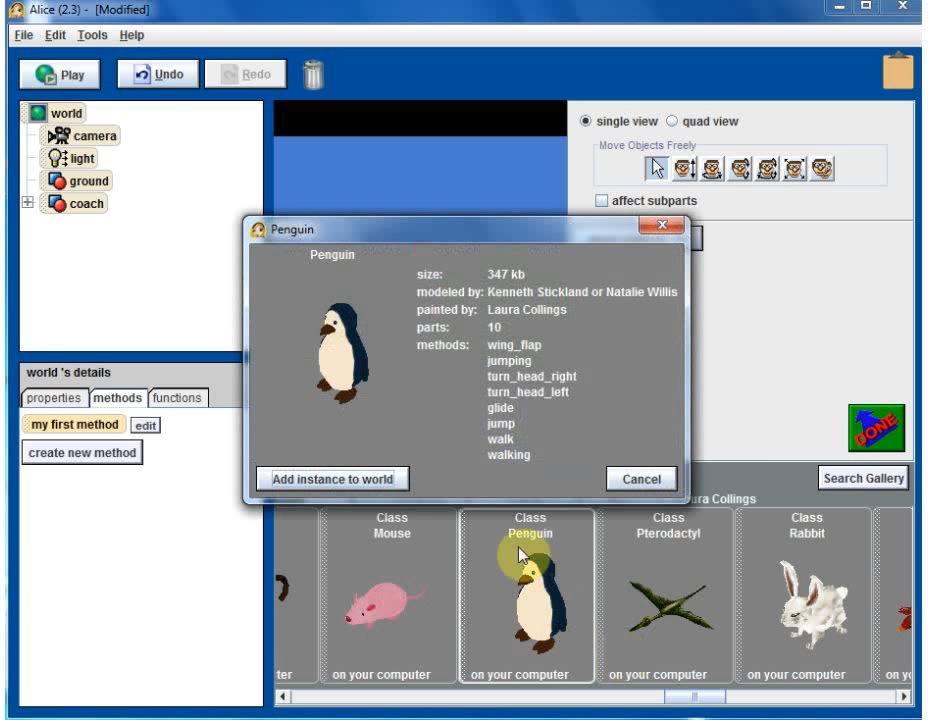 Alice (2.3) - [Modified]
File Edit Tools Help
Play Undo Redo
world
camera
light
ground
coach
single view quad view
Move Objects Freely
affect subparts
Penguin
Penguin
size: 347 kb
modeled by: Kenneth Stickland or Natalie Willis
painted by: Laura Collings
parts: 10
methods: wing_flap
jumping
turn_head_right
turn_head_left
glide
jump
walk
walking
Add instance to world Cancel
world 's details
properties methods functions
my first method edit
create new method
DONE
Search Gallery
Collings
Class
Mouse
on your computer
Class
Penguin
on your computer
Class
Pterodactyl
on your computer
Class
Rabbit
on your computer